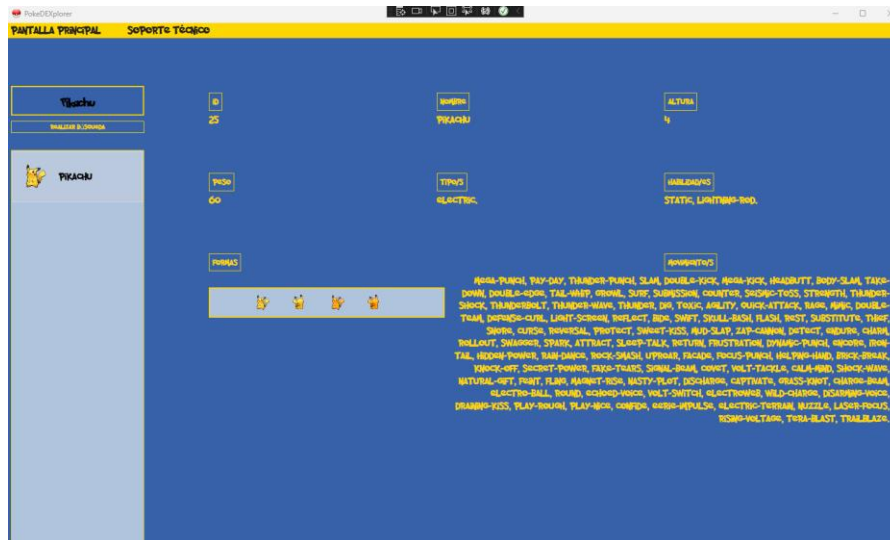 PokeDEXplorer
PANTALLA PRINCIPAL SOPORTE TÉCNICO
Pikachu
REALIZAR BÚSQUEDA
PIKACHU
ID
25
NOMBRE
PIKACHU
ALTURA
4
PESO
60
TIPO/S
ELECTRIC.
HABILIDAD/ES
STATIC, LIGHTNING-ROD.
FORMAS
MOVIMIENTO/S
MEGA-PUNCH, PAY-DAY, THUNDER-PUNCH, SLAM, DOUBLE-KICK, MEGA-KICK, HEADBUTT, BODY-SLAM, TAKE-
DOWN, DOUBLE-EDGE, TAIL-WHIP, GROWL, SURF, SUBMISSION, COUNTER, SEISMIC-TOSS, STRENGTH, THUNDER-
SHOCK, THUNDERBOLT, THUNDER-WAVE, THUNDER, DIG, TOXIC, AGILITY, QUICK-ATTACK, RAGE, MIMIC, DOUBLE-
TEAM, DEFENSE-CURL, LIGHT-SCREEN, REFLECT, BIDE, SWIFT, SKULL-BASH, FLASH, REST, SUBSTITUTE, THIEF,
SNORE, CURSE, REVERSAL, PROTECT, SWEET-KISS, MUD-SLAP, ZAP-CANNON, DETECT, ENDURE, CHARM,
ROLLOUT, SWAGGER, SPARK, ATTRACT, SLEEP-TALK, RETURN, FRUSTRATION, DYNAMIC-PUNCH, ENCORE, IRON-
TAIL, HIDDEN-POWER, RAIN-DANCE, ROCK-SMASH, UPROAR, FACADE, FOCUS-PUNCH, HELPING-HAND, BRICK-BREAK,
KNOCK-OFF, SECRET-POWER, FAKE-TEARS, SIGNAL-BEAM, COVET, VOLT-TACKLE, CALM-MIND, SHOCK-WAVE,
NATURAL-GIFT, FEINT, FLING, MAGNET-RISE, NASTY-PLOT, DISCHARGE, CAPTIVATE, GRASS-KNOT, CHARGE-BEAM,
ELECTRO-BALL, ROUND, ECHOED-VOICE, VOLT-SWITCH, ELECTROWEB, WILD-CHARGE, DISARMING-VOICE,
DRAINING-KISS, PLAY-ROUGH, PLAY-NICE, CONFIDE, EERIE-IMPULSE, ELECTRIC-TERRAIN, NUZZLE, LASER-FOCUS,
RISING-VOLTAGE, TERA-BLAST, TRAILBLAZE.